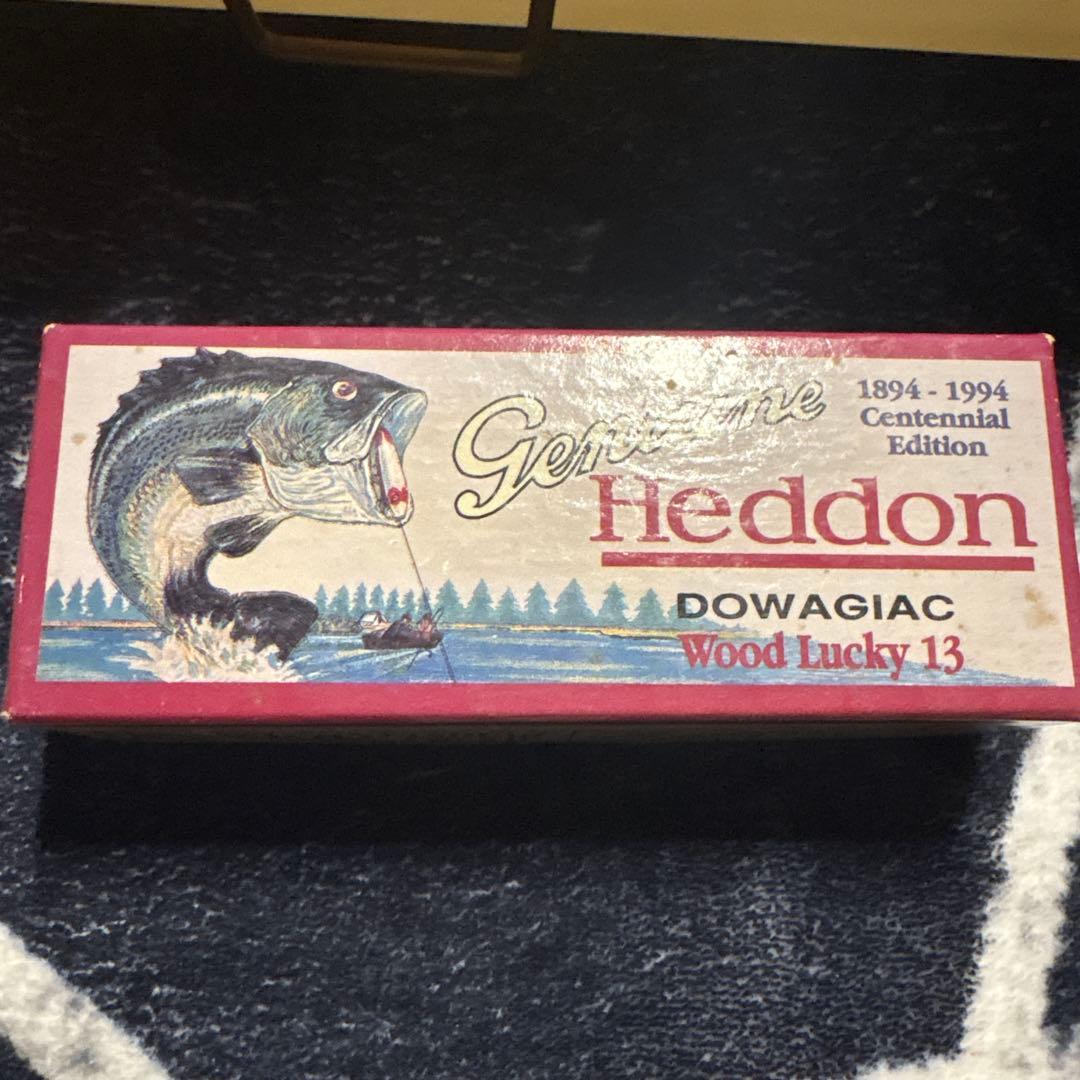 Genuine
1894 - 1994
Centennial
Edition
Heddon
DOWAGIAC
Wood Lucky 13